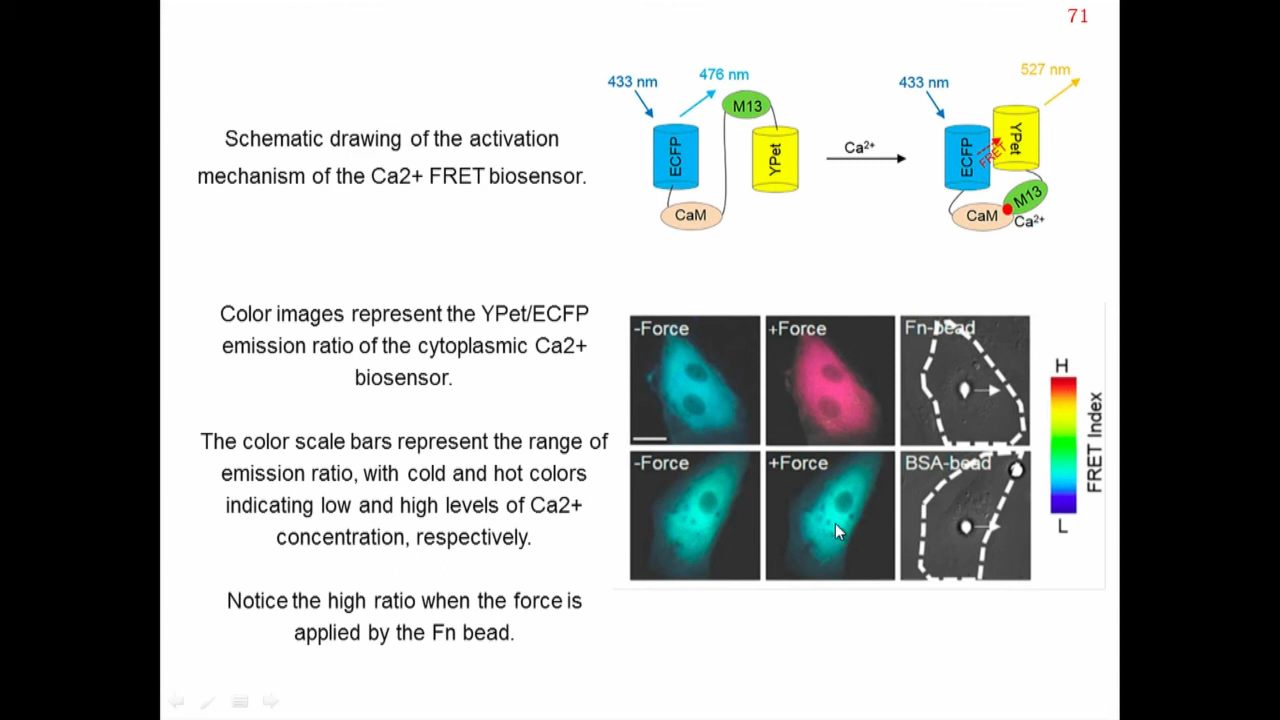 71
Schematic drawing of the activation
mechanism of the Ca2+ FRET biosensor.
433 nm
476 nm
M13
ECFP
YPet
CaM
Ca²⁺
433 nm
527 nm
ECFP
FRET
YPet
M13
CaM
Ca²⁺
Color images represent the YPet/ECFP
emission ratio of the cytoplasmic Ca2+
biosensor.
The color scale bars represent the range of
emission ratio, with cold and hot colors
indicating low and high levels of Ca2+
concentration, respectively.
Notice the high ratio when the force is
applied by the Fn bead.
-Force
+Force
Fn-bead
-Force
+Force
BSA-bead
H
FRET Index
L